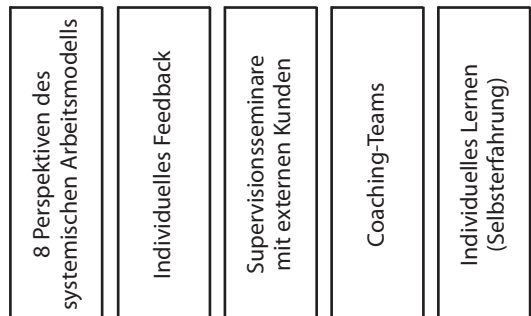 8 Perspektiven des
systemischen Arbeitsmodells
Individuelles Feedback
Supervisionsseminare
mit externen Kunden
Coaching-Teams
Individuelles Lernen
(Selbsterfahrung)